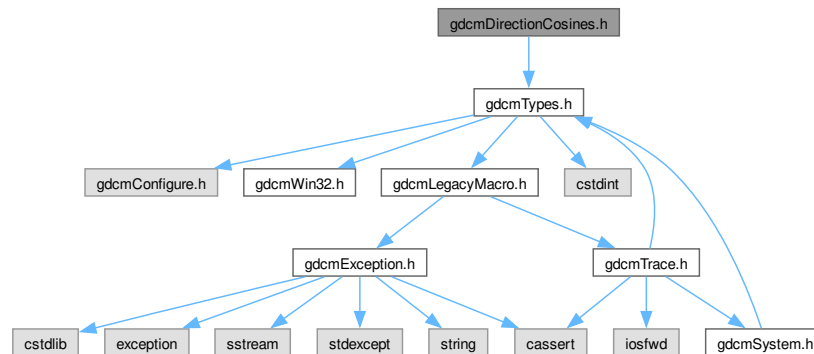 gdcmDirectionCosines.h
gdcmTypes.h
gdcmConfigure.h
gdcmWin32.h
gdcmLegacyMacro.h
cstdint
gdcmException.h
gdcmTrace.h
cstdlib
exception
sstream
stdexcept
string
cassert
iosfwd
gdcmSystem.h